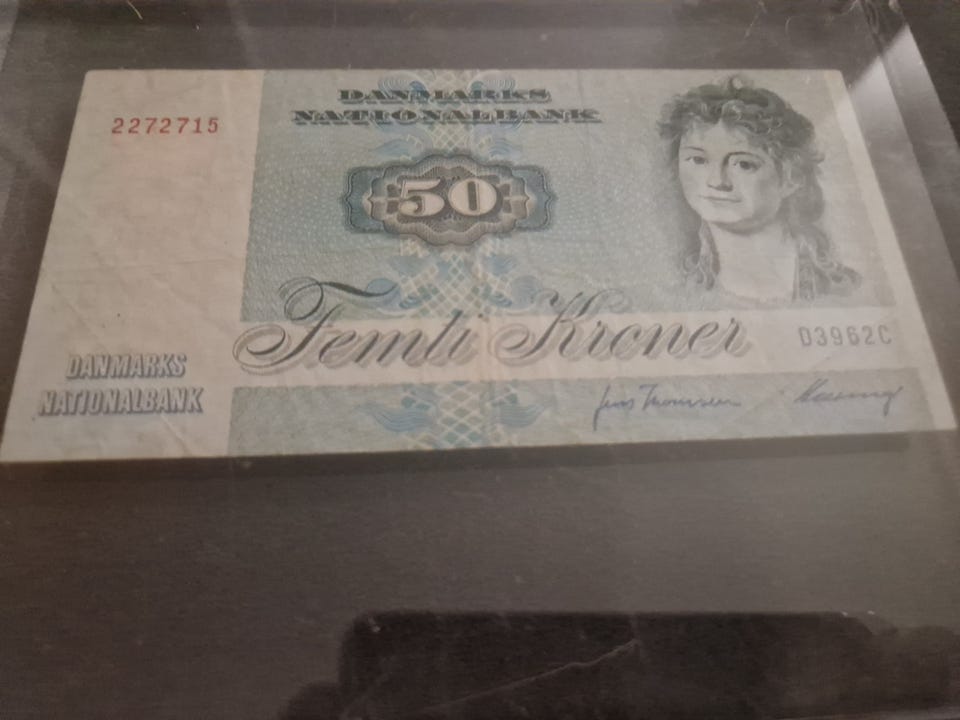 2272715
DANMARKS
NATIONALBANK
50
Femti Kroner
D3962C
DANMARKS
NATIONALBANK